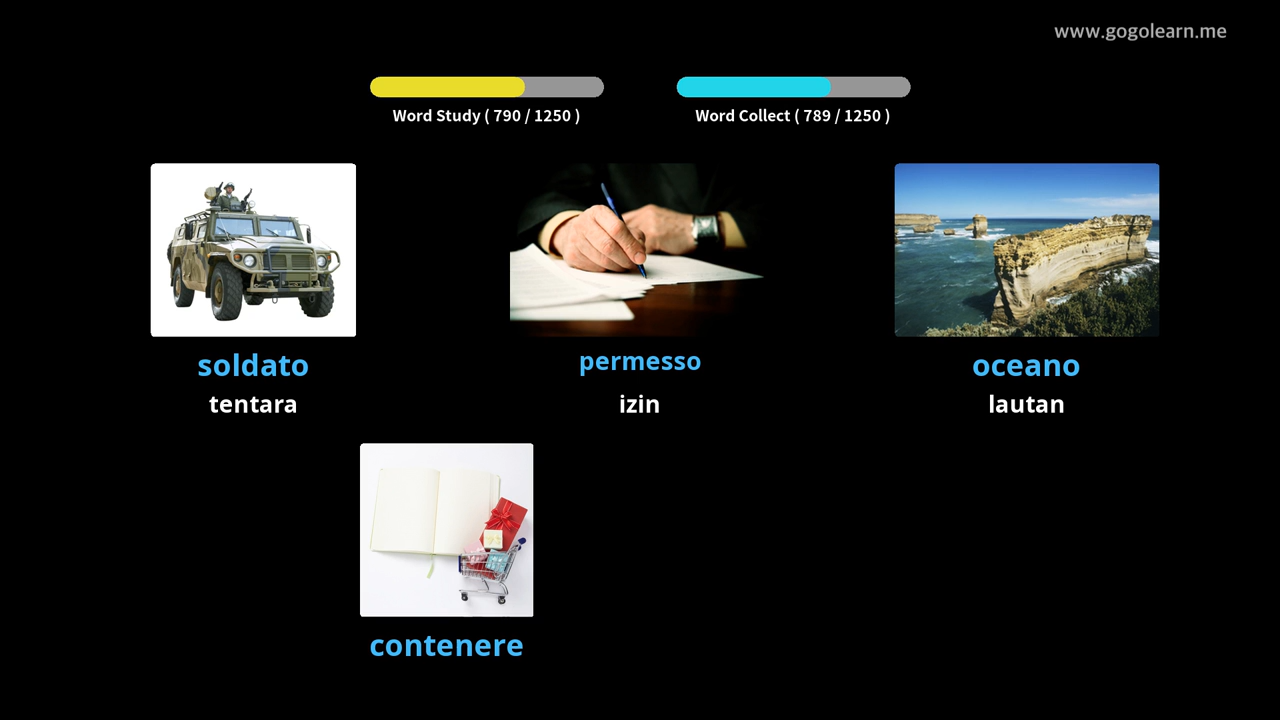 www.gogolearn.me
Word Study ( 790 / 1250 )
Word Collect ( 789 / 1250 )
soldato
permesso
oceano
tentara
izin
lautan
contenere